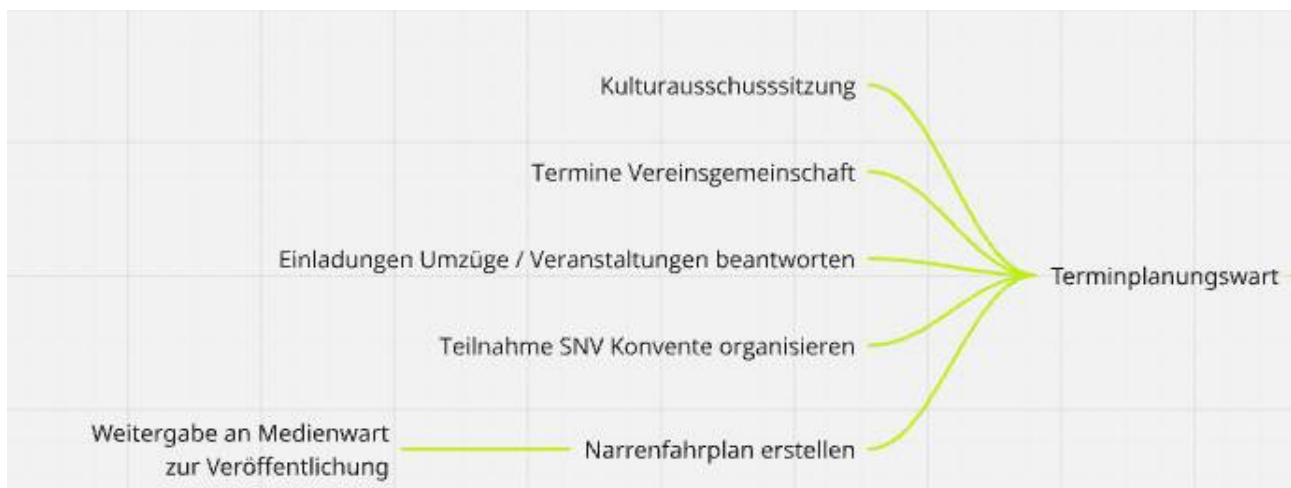 Kulturausschusssitzung
Termine Vereinsgemeinschaft
Einladungen Umzüge / Veranstaltungen beantworten
Terminplanungswart
Teilnahme SNV Konvente organisieren
Weitergabe an Medienwart
zur Veröffentlichung
Narrenfahrplan erstellen